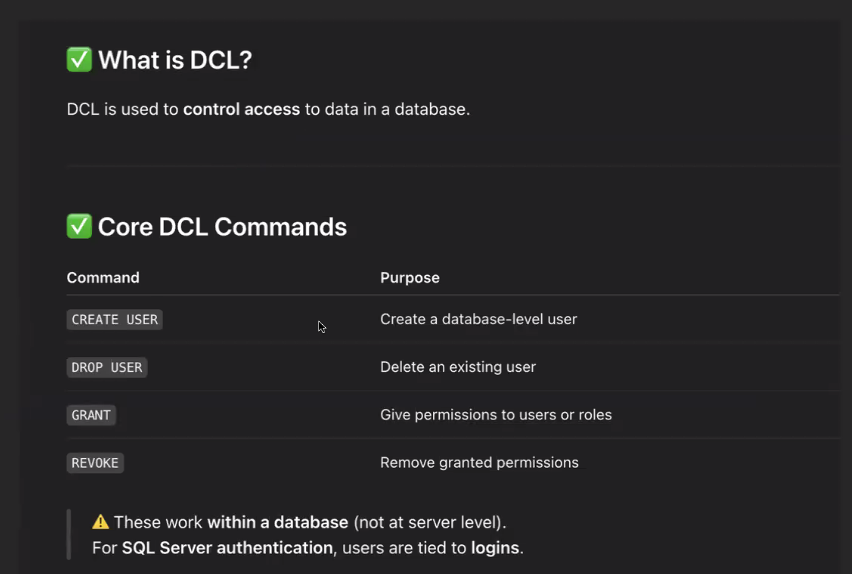 ✅ What is DCL?
DCL is used to control access to data in a database.
✅ Core DCL Commands
Command Purpose
CREATE USER Create a database-level user
DROP USER Delete an existing user
GRANT Give permissions to users or roles
REVOKE Remove granted permissions
⚠️ These work within a database (not at server level).
For SQL Server authentication, users are tied to logins.